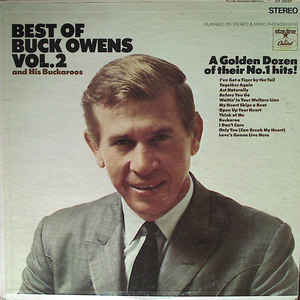 BEST OF
BUCK OWENS
VOL.2
and His Buckaroos
STEREO
Capitol
A Golden Dozen
of their No.1 hits!
I've Got a Tiger by the Tail
Together Again
Act Naturally
Before You Go
Waitin' in Your Welfare Line
My Heart Skips a Beat
Open Up Your Heart
Think of Me
Buckaroo
I Don't Care
Only You (Can Break My Heart)
Love's Gonna Live Here